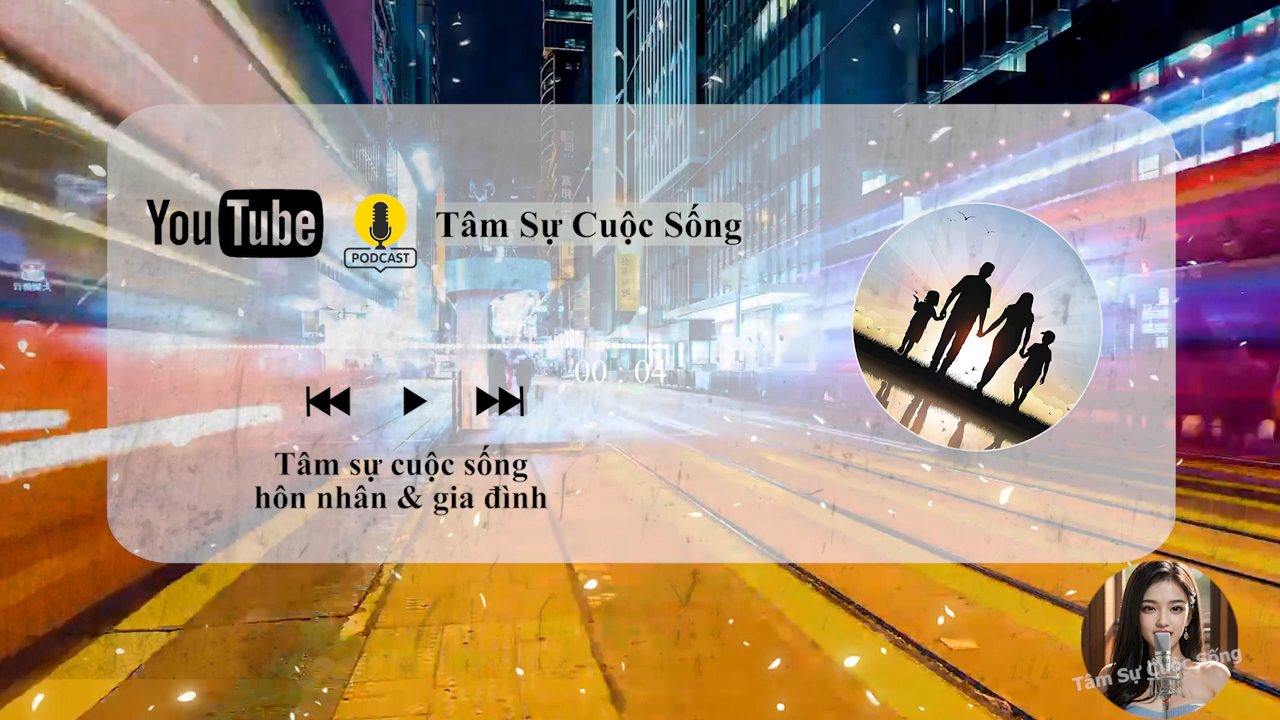 YouTube
PODCAST
Tâm Sự Cuộc Sống
00 : 04
Tâm sự cuộc sống
hôn nhân & gia đình
Tâm Sự Cuộc Sống